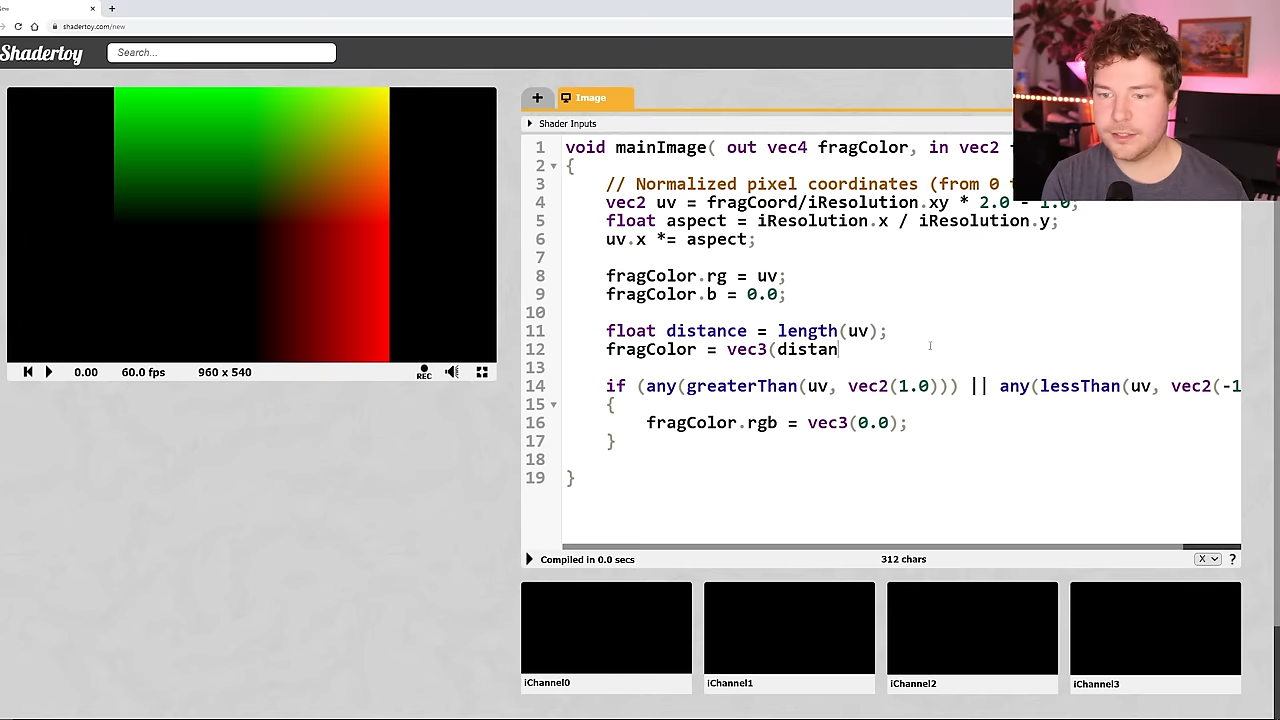 New
shadertoy.com/new
Shadertoy
Search...
Image
Shader Inputs
1 void mainImage( out vec4 fragColor, in vec2
2 {
3 // Normalized pixel coordinates (from 0
4 vec2 uv = fragCoord/iResolution.xy * 2.0 - 1.0;
5 float aspect = iResolution.x / iResolution.y;
6 uv.x *= aspect;
7
8 fragColor.rg = uv;
9 fragColor.b = 0.0;
10
11 float distance = length(uv);
12 fragColor = vec3(distan
13
14 if (any(greaterThan(uv, vec2(1.0))) || any(lessThan(uv, vec2(-1
15 {
16 fragColor.rgb = vec3(0.0);
17 }
18
19 }
0.00 60.0 fps 960 x 540 REC
Compiled in 0.0 secs 312 chars X ?
iChannel0 iChannel1 iChannel2 iChannel3